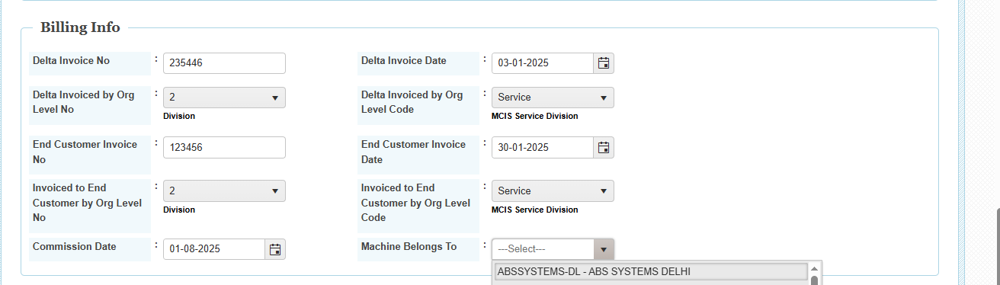 Billing Info
Delta Invoice No : 235446
Delta Invoice Date : 03-01-2025
Delta Invoiced by Org
Level No
: 2
Division
Delta Invoiced by Org
Level Code
: Service
MCIS Service Division
End Customer Invoice
No
: 123456
End Customer Invoice
Date
: 30-01-2025
Invoiced to End
Customer by Org Level
No
: 2
Division
Invoiced to End
Customer by Org Level
Code
: Service
MCIS Service Division
Commission Date : 01-08-2025
Machine Belongs To : ---Select---
ABSSYSTEMS-DL - ABS SYSTEMS DELHI